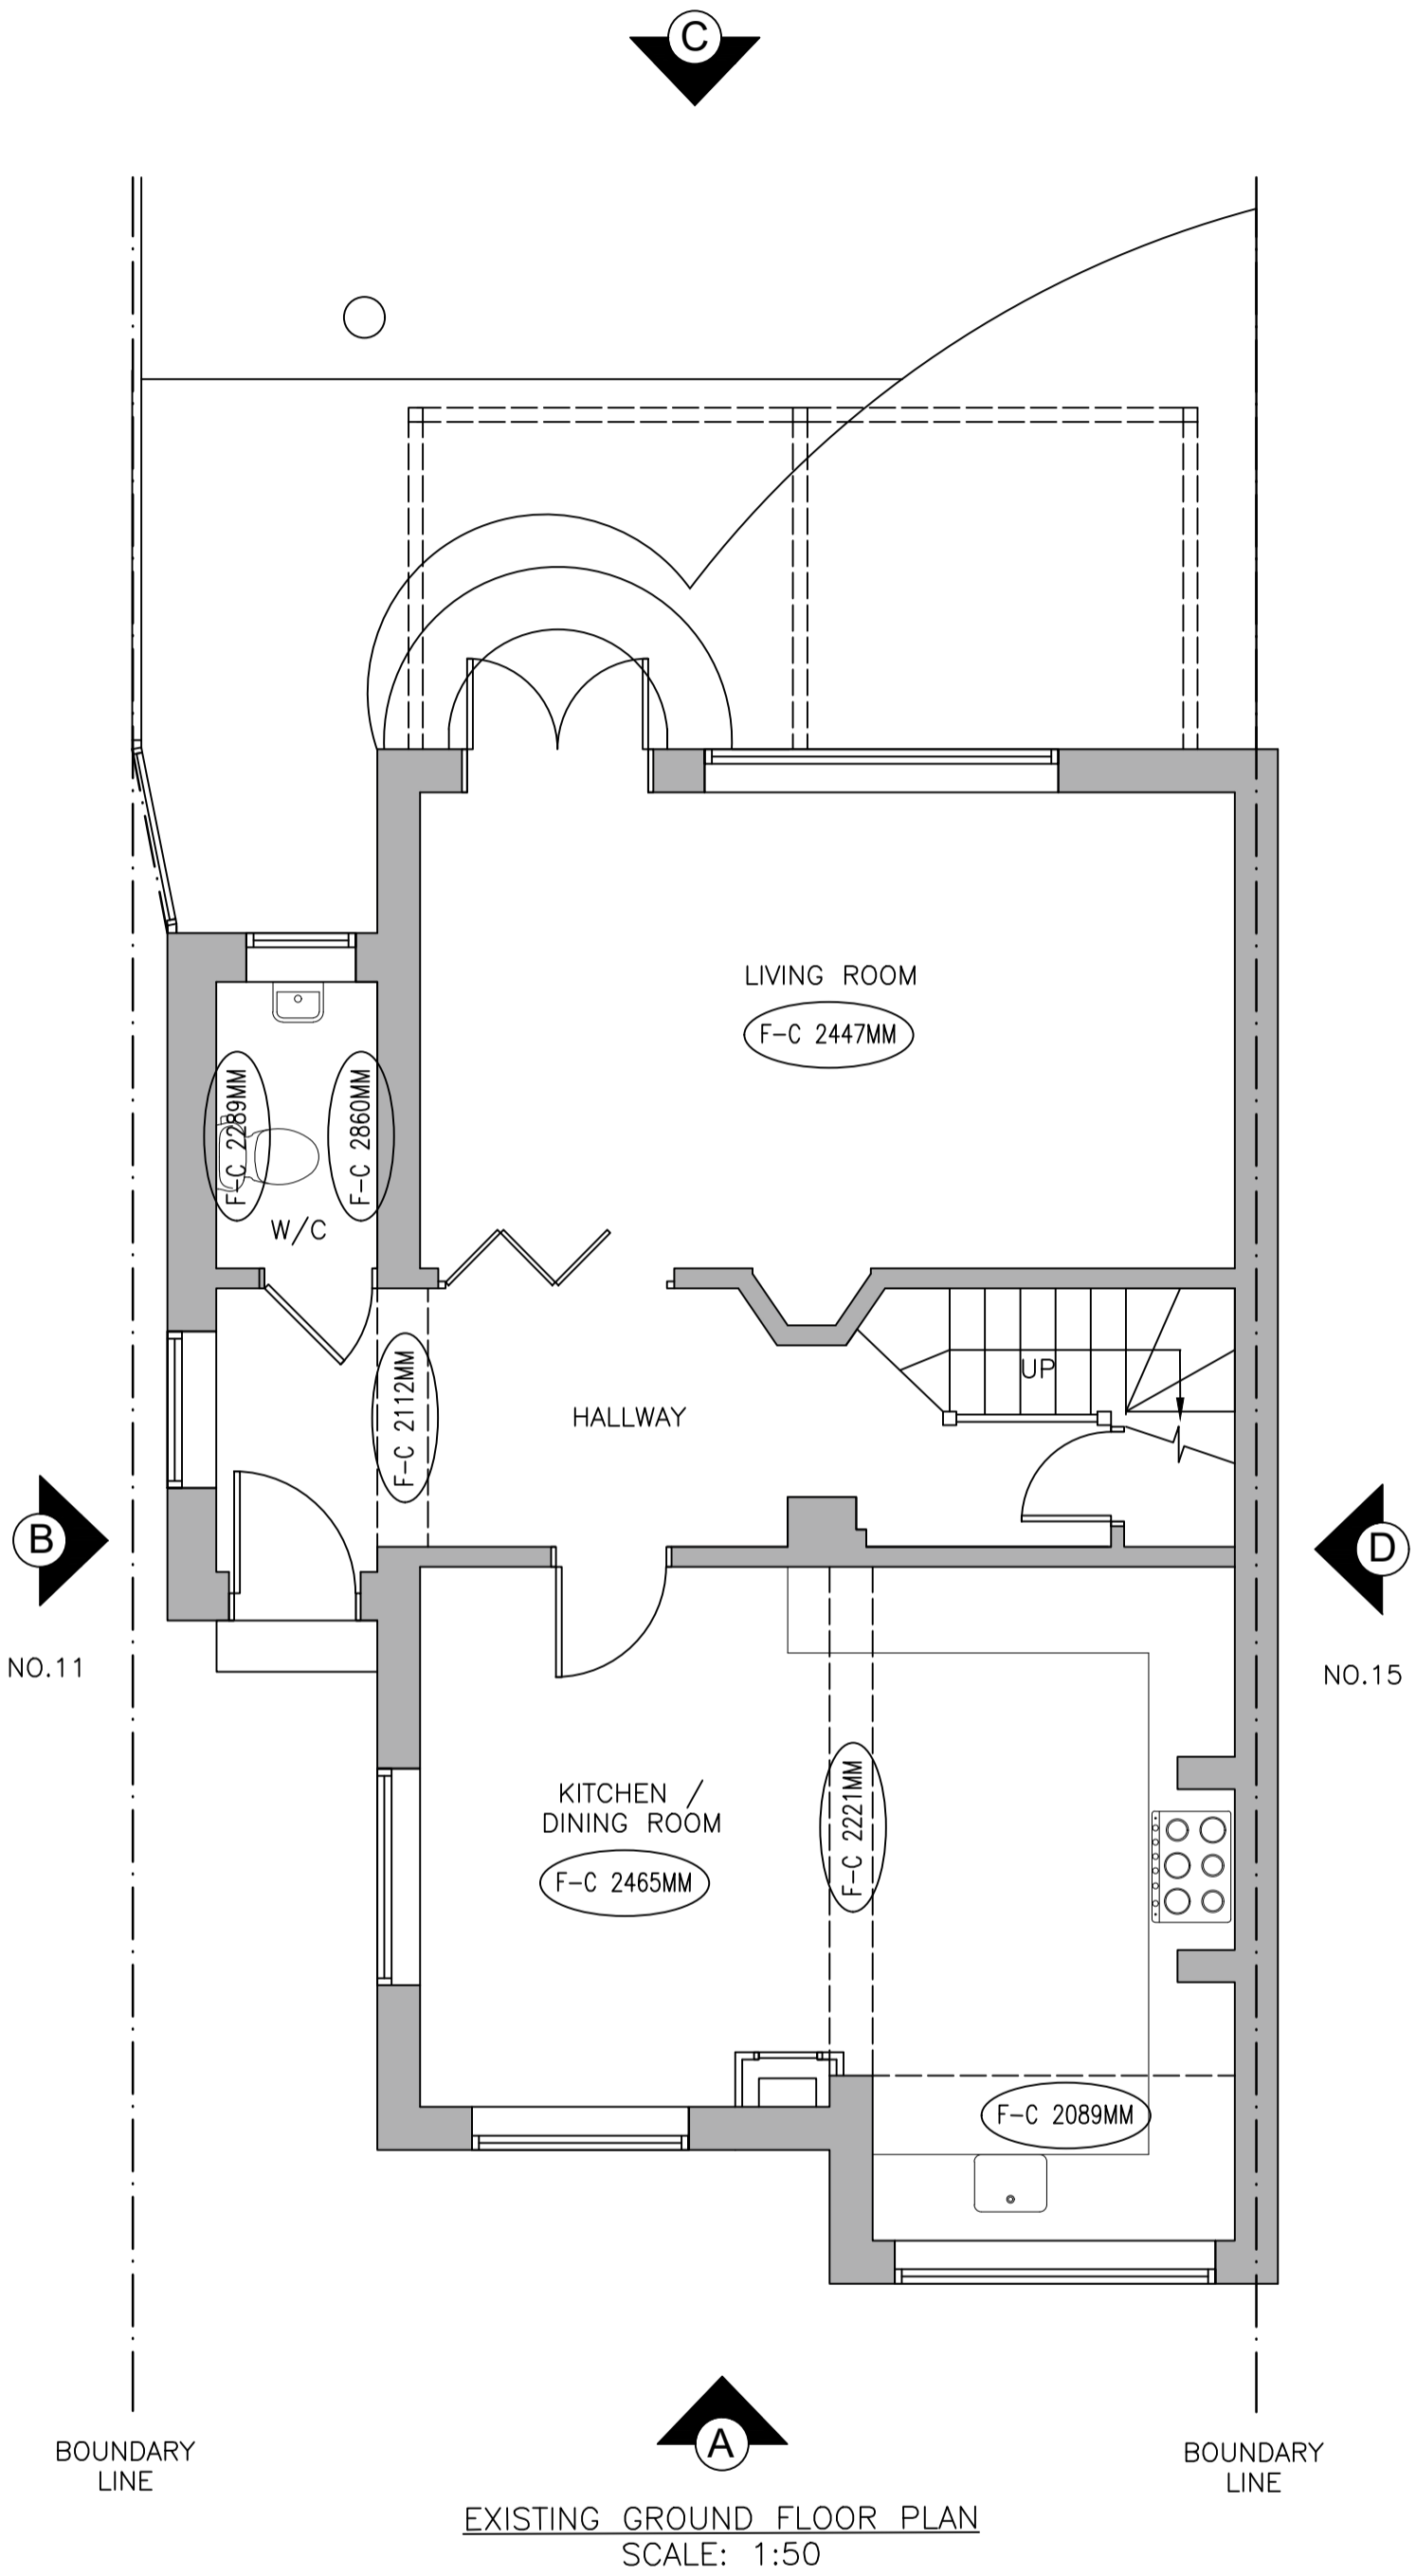 C
LIVING ROOM
F-C 2447MM
F-C 2289MM
F-C 2860MM
W/C
F-C 2112MM
UP
HALLWAY
B
D
NO.11
NO.15
KITCHEN /
DINING ROOM
F-C 2465MM
F-C 2221MM
F-C 2089MM
A
BOUNDARY
LINE
BOUNDARY
LINE
EXISTING GROUND FLOOR PLAN
SCALE: 1:50